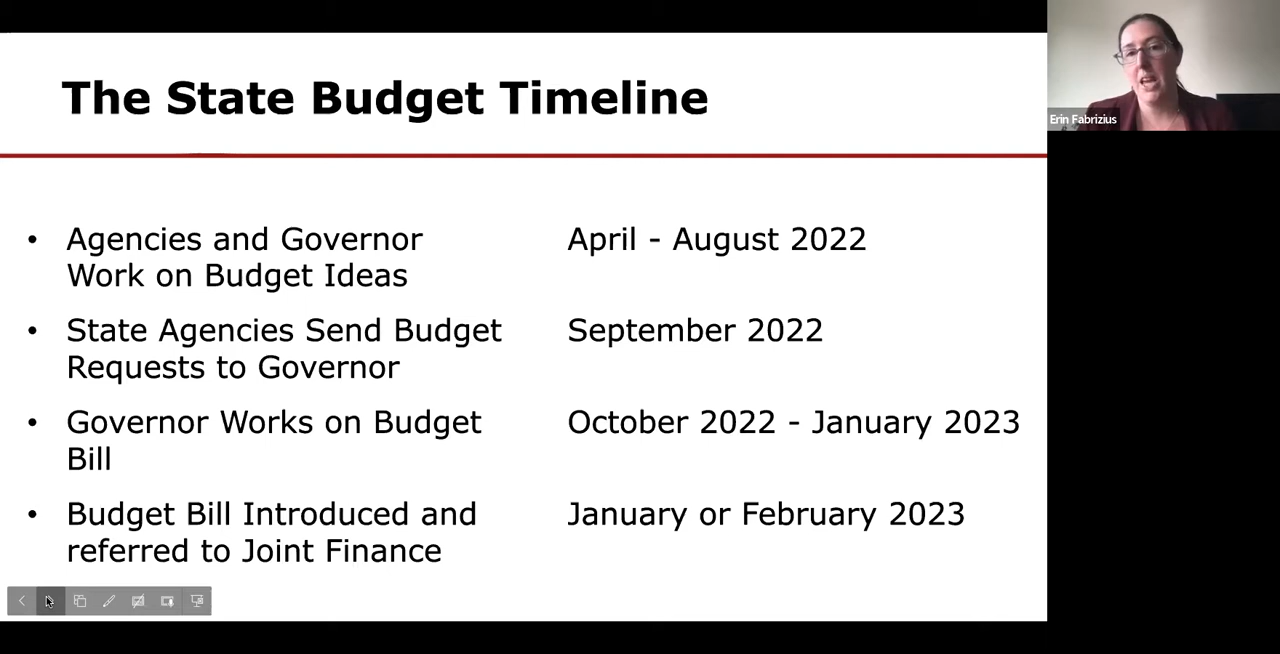 The State Budget Timeline
Erin Fabrizius
• Agencies and Governor
Work on Budget Ideas
April - August 2022
• State Agencies Send Budget
Requests to Governor
September 2022
• Governor Works on Budget
Bill
October 2022 - January 2023
• Budget Bill Introduced and
referred to Joint Finance
January or February 2023